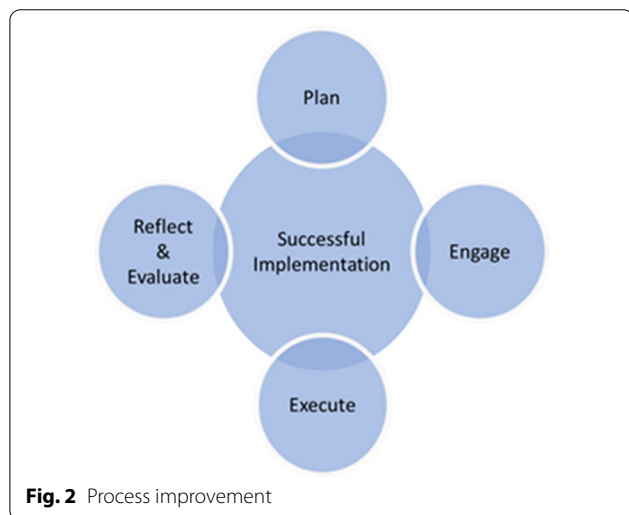 Plan
Reflect
&
Evaluate
Successful
Implementation
Engage
Execute
Fig. 2 Process improvement